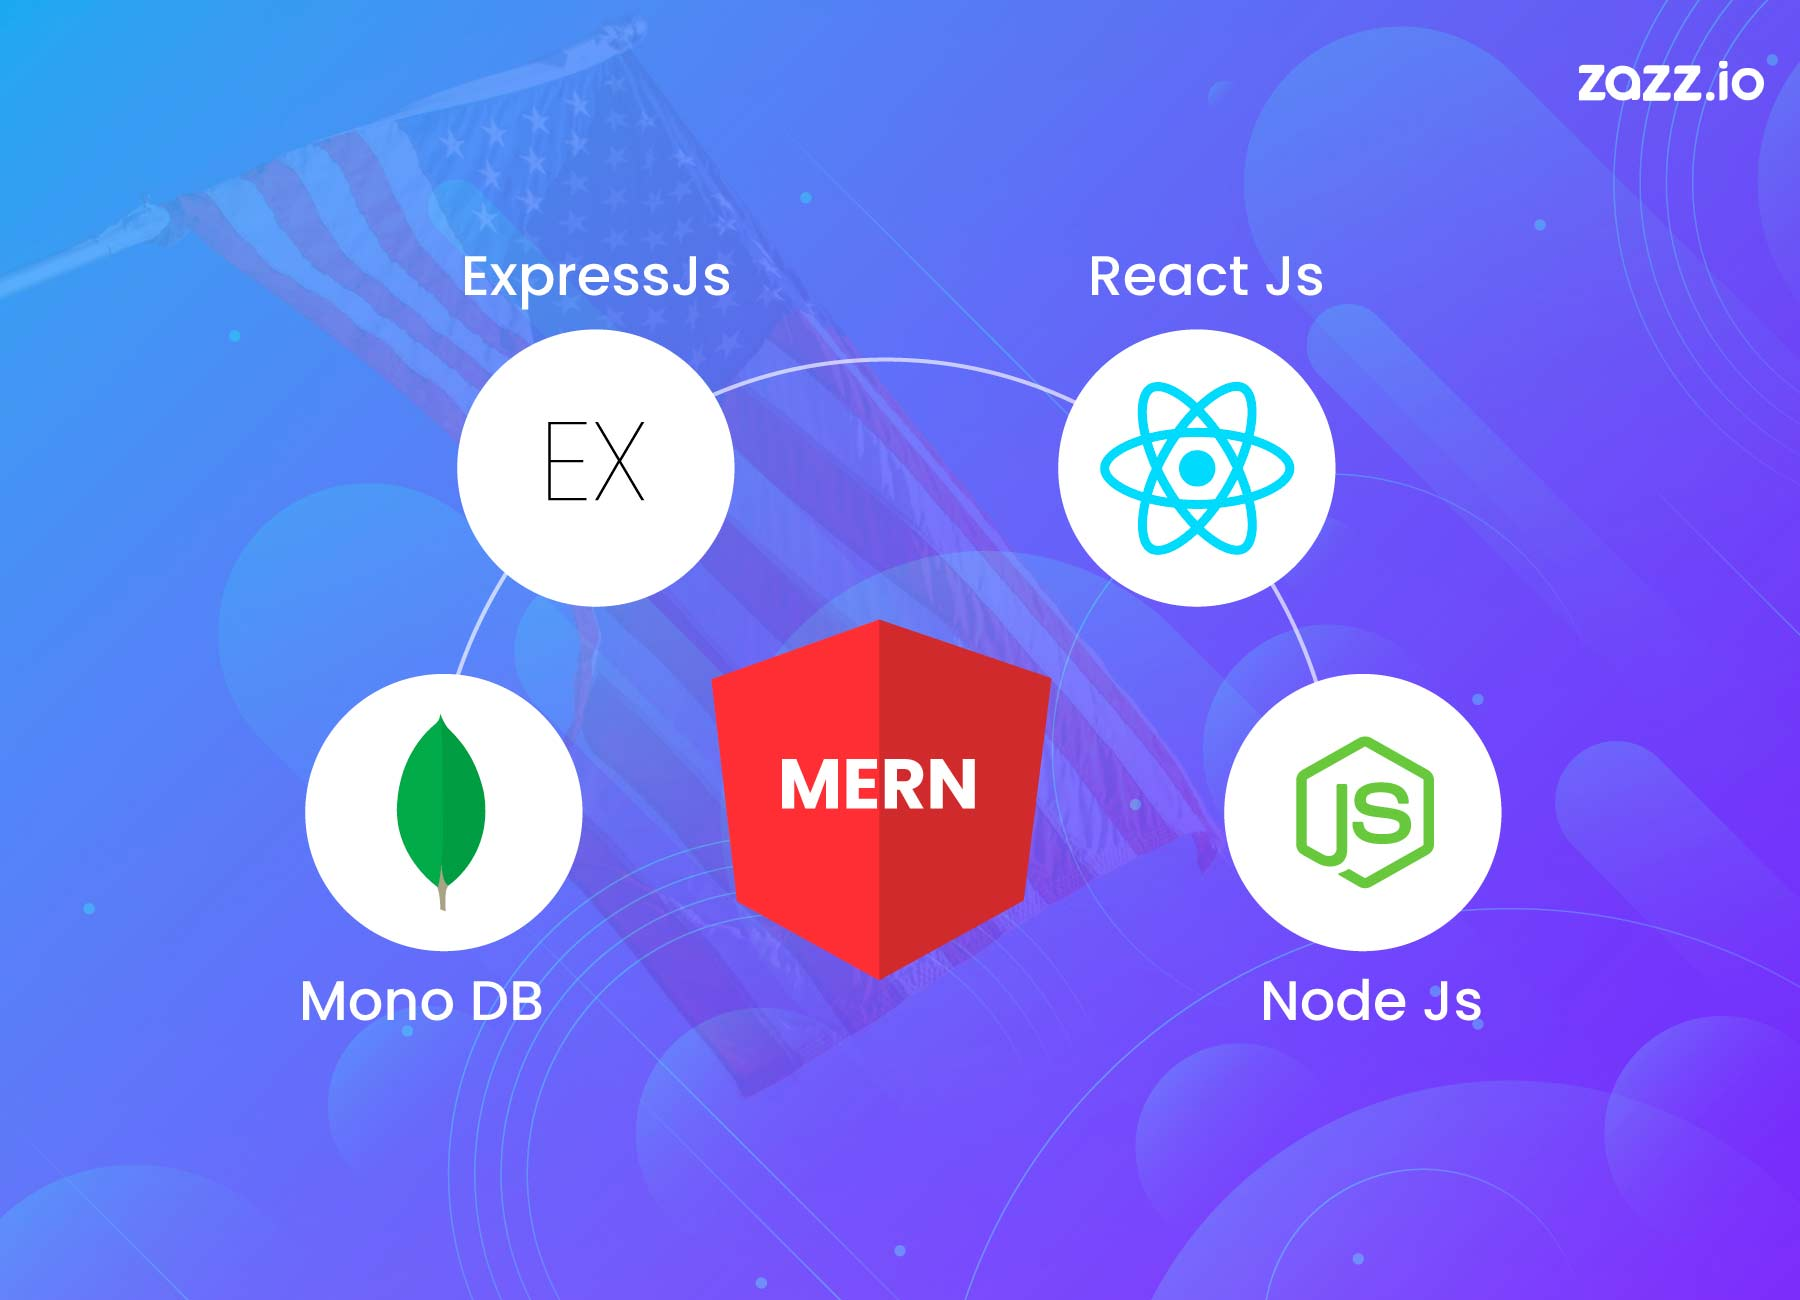 zazz.io
ExpressJs
React Js
EX
MERN
JS
Mono DB
Node Js